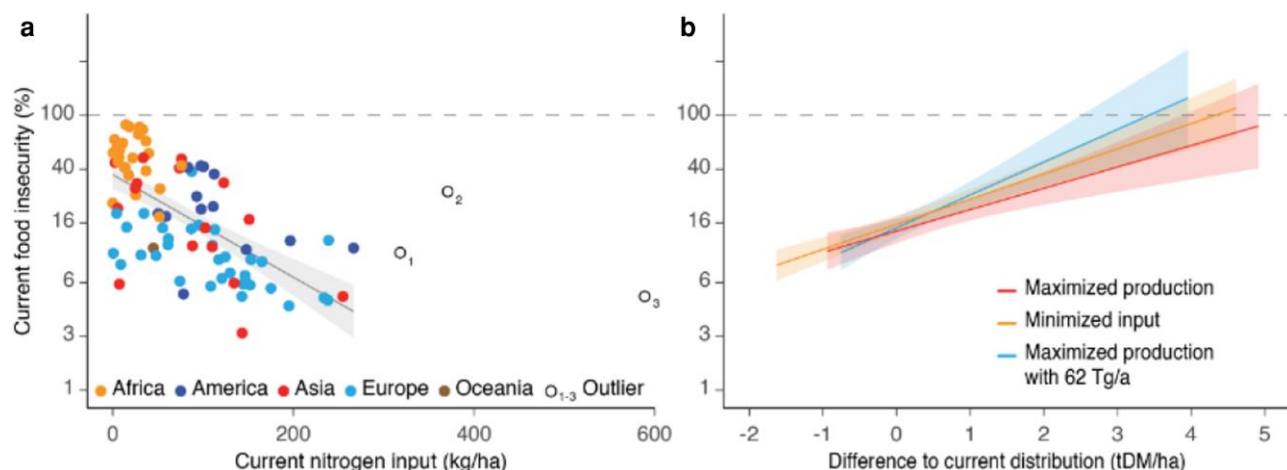 a
Current food insecurity (%)
100
40
16
6
3
1
Africa America Asia Europe Oceania O1-3 Outlier
O2
O1
O3
0 200 400 600
Current nitrogen input (kg/ha)
b
100
40
16
6
3
1
Maximized production
Minimized input
Maximized production
with 62 Tg/a
-2 -1 0 1 2 3 4 5
Difference to current distribution (tDM/ha)